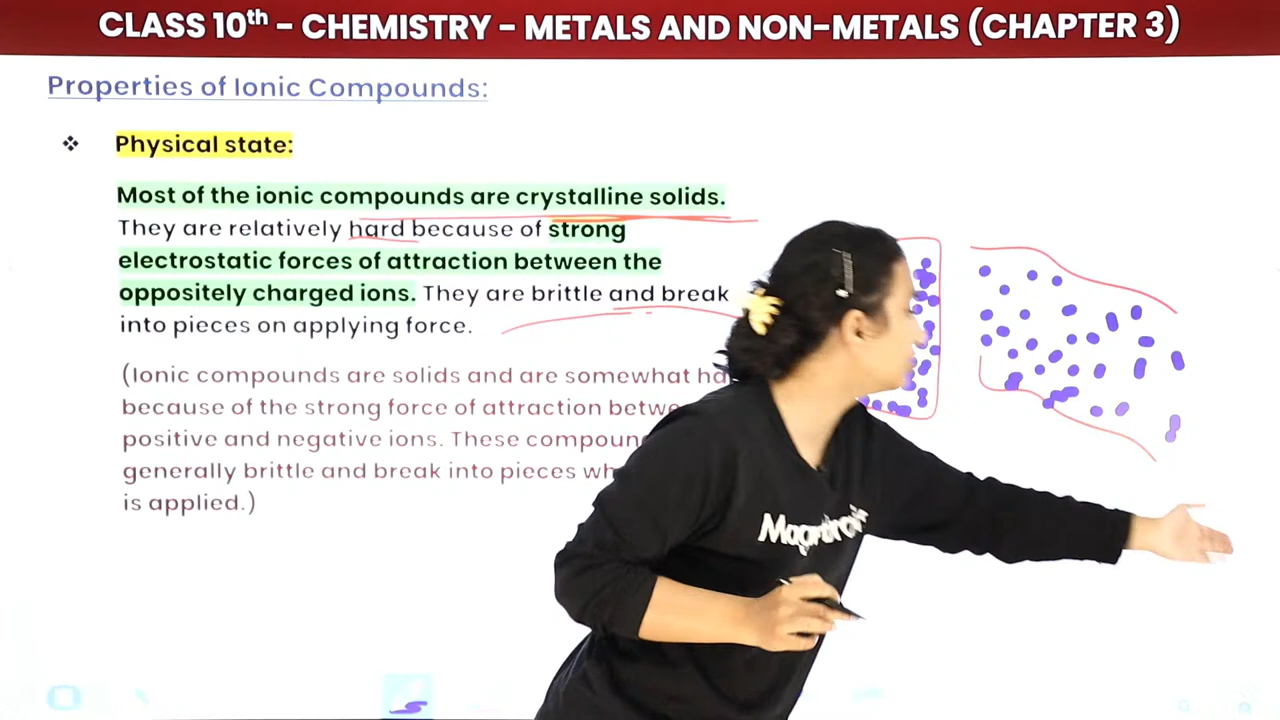 CLASS 10th - CHEMISTRY - METALS AND NON-METALS (CHAPTER 3)
Properties of Ionic Compounds:
❖ Physical state:
Most of the ionic compounds are crystalline solids.
They are relatively hard because of strong
electrostatic forces of attraction between the
oppositely charged ions. They are brittle and break
into pieces on applying force.
(Ionic compounds are solids and are somewhat
because of the strong force of attraction
positive and negative ions. These
generally brittle and break into pieces
is applied.)